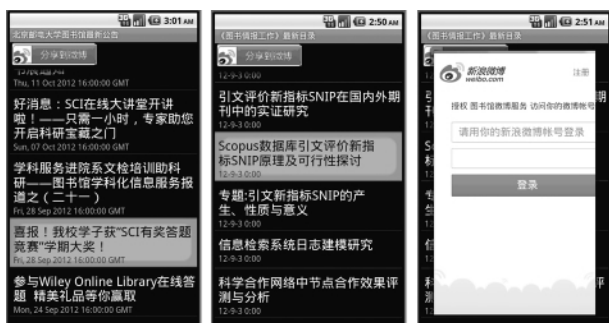 3:01 AM
北京邮电大学图书馆最新公告
分享到微博
Thu, 11 Oct 2012 16:00:00 GMT
好消息：SCI在线大讲堂开讲
啦！——只需一小时，专家助您
开启科研宝藏之门
Sun, 07 Oct 2012 16:00:00 GMT
学科服务进院系文检培训助科
研——图书馆学科化信息服务报
道之（二十一）
Fri, 28 Sep 2012 16:00:00 GMT
喜报！我校学子获“SCI有奖答题
竞赛”学期大奖！
Fri, 28 Sep 2012 16:00:00 GMT
参与Wiley Online Library在线答
题 精美礼品等你赢取
Mon, 24 Sep 2012 16:00:00 GMT
2:50 AM
《图书情报工作》最新目录
分享到微博
12-9-3 0:00
引文评价新指标SNIP在国内外期
刊中的实证研究
12-9-3 0:00
Scopus数据库引文评价新指
标SNIP原理及可行性探讨
12-9-3 0:00
专题:引文新指标SNIP的产
生、性质与意义
12-9-3 0:00
信息检索系统日志建模研究
12-9-3 0:00
科学合作网络中节点合作效果评
测与分析
12-9-3 0:00
2:51 AM
《图书情报工作》最新目录
新浪微博
weibo.com
注册
授权 图书馆微博服务 访问你的微博帐号
请用你的新浪微博帐号登录
登录
测与分析
12-9-3 0:00